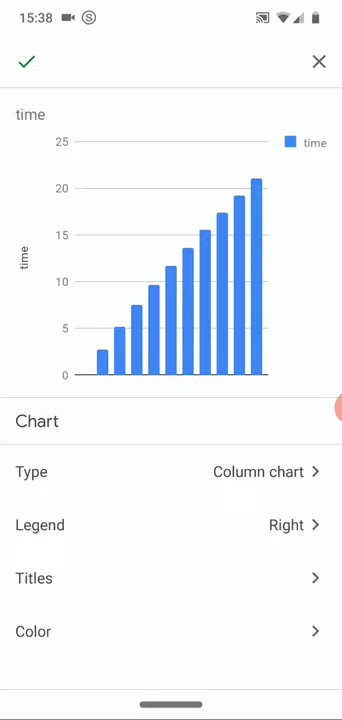 15:38
time
25
time
20
15
time
10
5
0
Chart
Type Column chart
Legend Right
Titles
Color